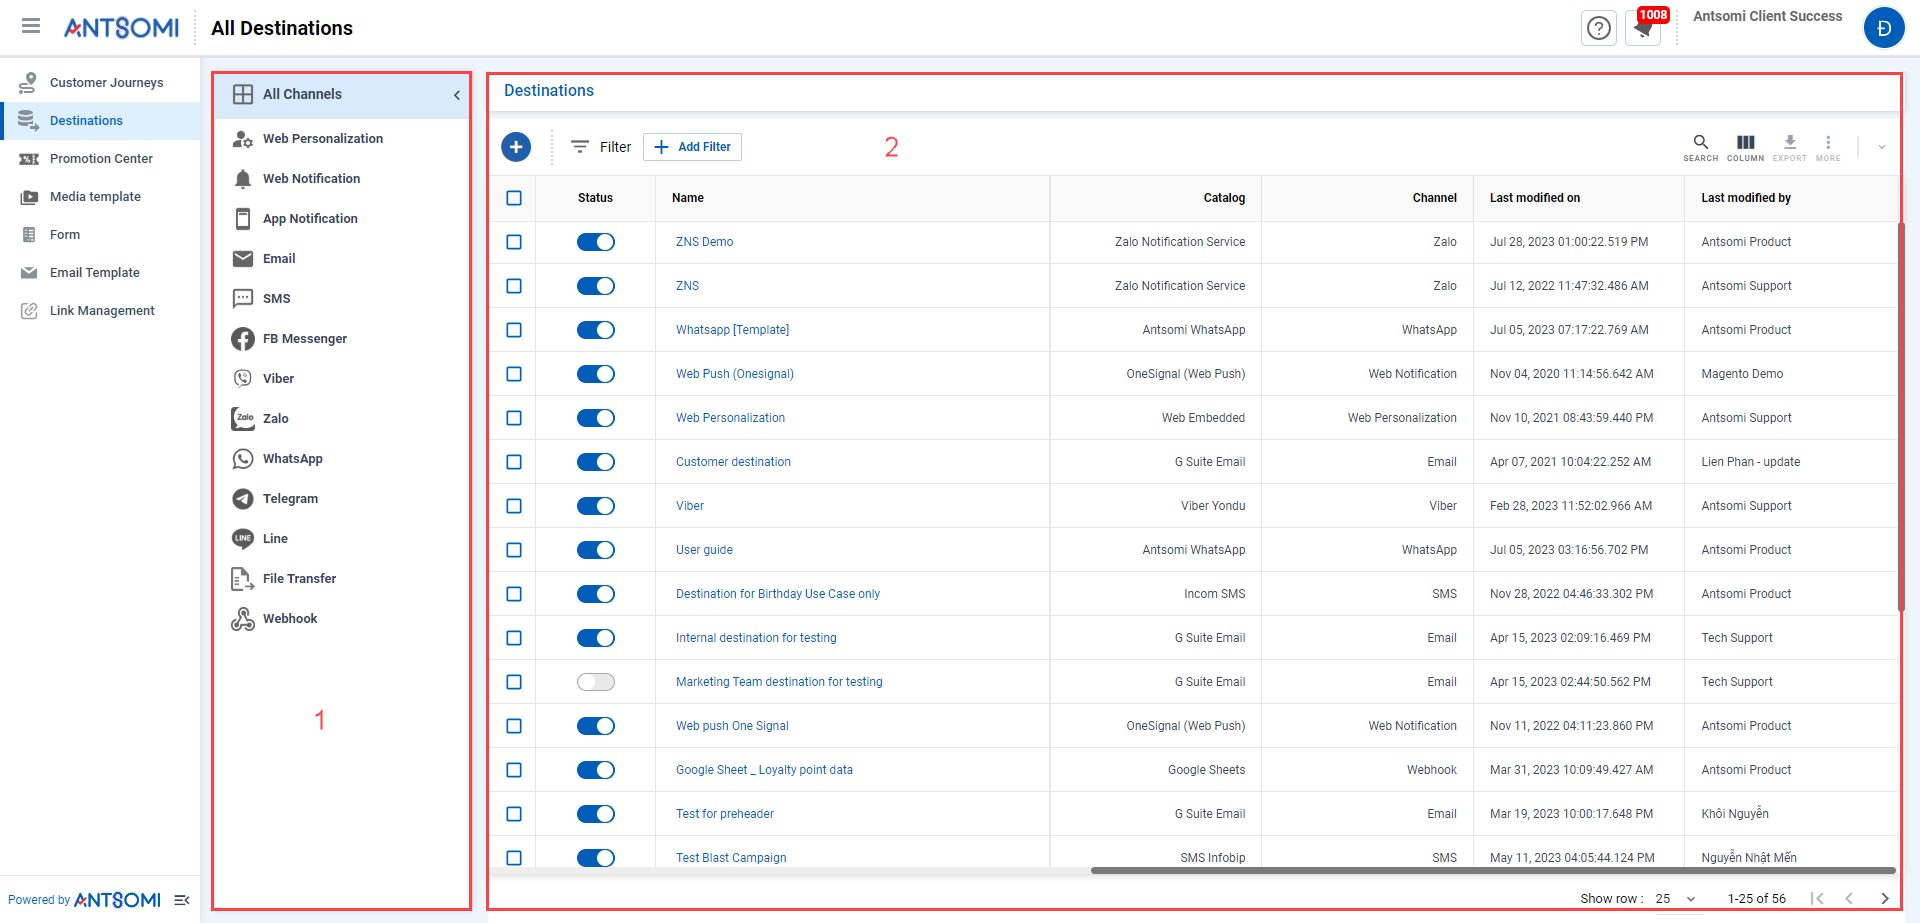 ANTSOMI
All Destinations
1008
Antsomi Client Success
Đ
Customer Journeys
Destinations
Promotion Center
Media template
Form
Email Template
Link Management
Powered by ANTSOMI
All Channels
Web Personalization
Web Notification
App Notification
Email
SMS
FB Messenger
Viber
Zalo Zalo
WhatsApp
Telegram
LINE Line
File Transfer
Webhook
1
Destinations
Filter Add Filter
2
SEARCH COLUMN EXPORT MORE
Status Name Catalog Channel Last modified on Last modified by
ZNS Demo Zalo Notification Service Zalo Jul 28, 2023 01:00:22.519 PM Antsomi Product
ZNS Zalo Notification Service Zalo Jul 12, 2022 11:47:32.486 AM Antsomi Support
Whatsapp [Template] Antsomi WhatsApp WhatsApp Jul 05, 2023 07:17:22.769 AM Antsomi Product
Web Push (Onesignal) OneSignal (Web Push) Web Notification Nov 04, 2020 11:14:56.642 AM Magento Demo
Web Personalization Web Embedded Web Personalization Nov 10, 2021 08:43:59.440 PM Antsomi Support
Customer destination G Suite Email Email Apr 07, 2021 10:04:22.252 AM Lien Phan - update
Viber Viber Yondu Viber Feb 28, 2023 11:52:02.966 AM Antsomi Support
User guide Antsomi WhatsApp WhatsApp Jul 05, 2023 03:16:56.702 PM Antsomi Product
Destination for Birthday Use Case only Incom SMS SMS Nov 28, 2022 04:46:33.302 PM Antsomi Product
Internal destination for testing G Suite Email Email Apr 15, 2023 02:09:16.469 PM Tech Support
Marketing Team destination for testing G Suite Email Email Apr 15, 2023 02:44:50.562 PM Tech Support
Web push One Signal OneSignal (Web Push) Web Notification Nov 11, 2022 04:11:23.860 PM Antsomi Product
Google Sheet _ Loyalty point data Google Sheets Webhook Mar 31, 2023 10:09:49.427 AM Antsomi Product
Test for preheader G Suite Email Email Mar 19, 2023 10:00:17.648 PM Khôi Nguyễn
Test Blast Campaign SMS Infobip SMS May 11, 2023 04:05:44.124 PM Nguyễn Nhật Mến
Show row : 25 1-25 of 56